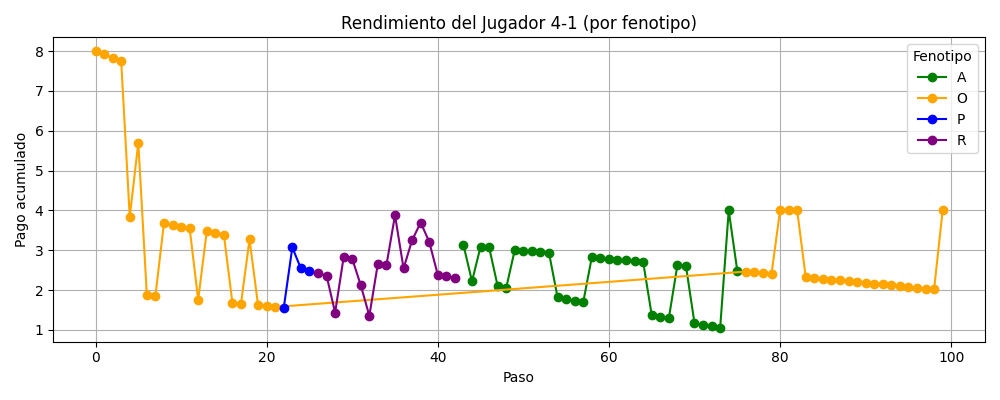 Rendimiento del Jugador 4-1 (por fenotipo)
Pago acumulado
8
7
6
5
4
3
2
1
0
20
40
60
80
100
Paso
Fenotipo
A
O
P
R